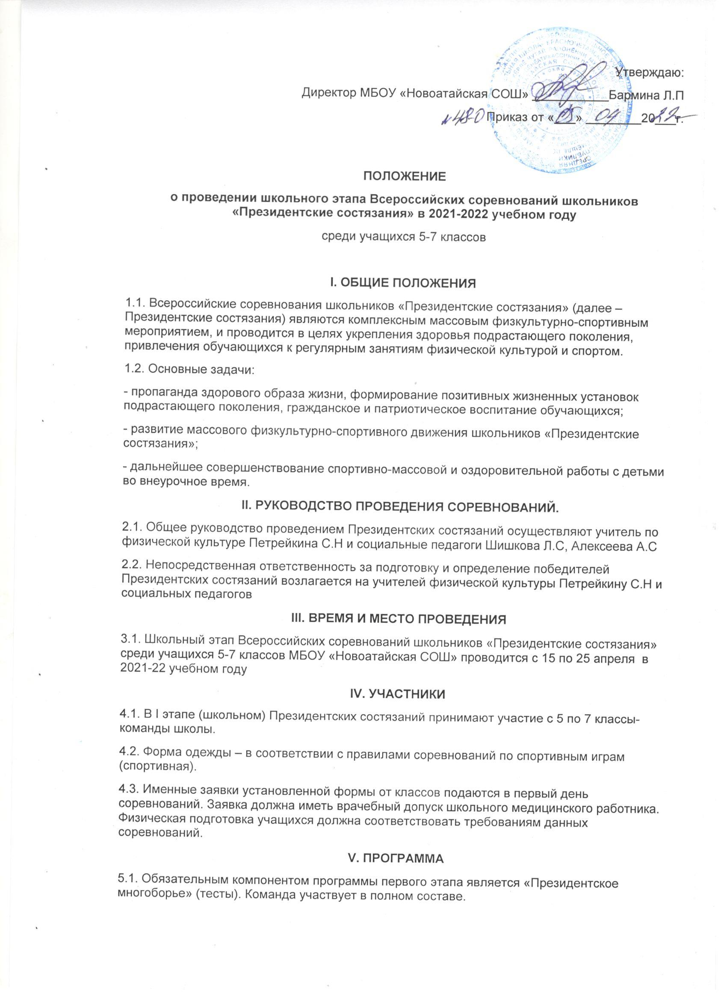 Утверждаю:
Директор МБОУ «Новоатайская СОШ» ____________Бармина Л.П
Приказ от «05» 04 2022г.
ПОЛОЖЕНИЕ
о проведении школьного этапа Всероссийских соревнований школьников
«Президентские состязания» в 2021-2022 учебном году
среди учащихся 5-7 классов
I. ОБЩИЕ ПОЛОЖЕНИЯ
1.1. Всероссийские соревнования школьников «Президентские состязания» (далее –
Президентские состязания) являются комплексным массовым физкультурно-спортивным
мероприятием, и проводится в целях укрепления здоровья подрастающего поколения,
привлечения обучающихся к регулярным занятиям физической культурой и спортом.
1.2. Основные задачи:
- пропаганда здорового образа жизни, формирование позитивных жизненных установок
подрастающего поколения, гражданское и патриотическое воспитание обучающихся;
- развитие массового физкультурно-спортивного движения школьников «Президентские
состязания»;
- дальнейшее совершенствование спортивно-массовой и оздоровительной работы с детьми
во внеурочное время.
II. РУКОВОДСТВО ПРОВЕДЕНИЯ СОРЕВНОВАНИЙ.
2.1. Общее руководство проведением Президентских состязаний осуществляют учитель по
физической культуре Петрейкина С.Н и социальные педагоги Шишкова Л.С, Алексеева А.С
2.2. Непосредственная ответственность за подготовку и определение победителей
Президентских состязаний возлагается на учителей физической культуры Петрейкину С.Н и
социальных педагогов
III. ВРЕМЯ И МЕСТО ПРОВЕДЕНИЯ
3.1. Школьный этап Всероссийских соревнований школьников «Президентские состязания»
среди учащихся 5-7 классов МБОУ «Новоатайская СОШ» проводится с 15 по 25 апреля в
2021-22 учебном году
IV. УЧАСТНИКИ
4.1. В I этапе (школьном) Президентских состязаний принимают участие с 5 по 7 классы-
команды школы.
4.2. Форма одежды – в соответствии с правилами соревнований по спортивным играм
(спортивная).
4.3. Именные заявки установленной формы от классов подаются в первый день
соревнований. Заявка должна иметь врачебный допуск школьного медицинского работника.
Физическая подготовка учащихся должна соответствовать требованиям данных
соревнований.
V. ПРОГРАММА
5.1. Обязательным компонентом программы первого этапа является «Президентское
многоборье» (тесты). Команда участвует в полном составе.